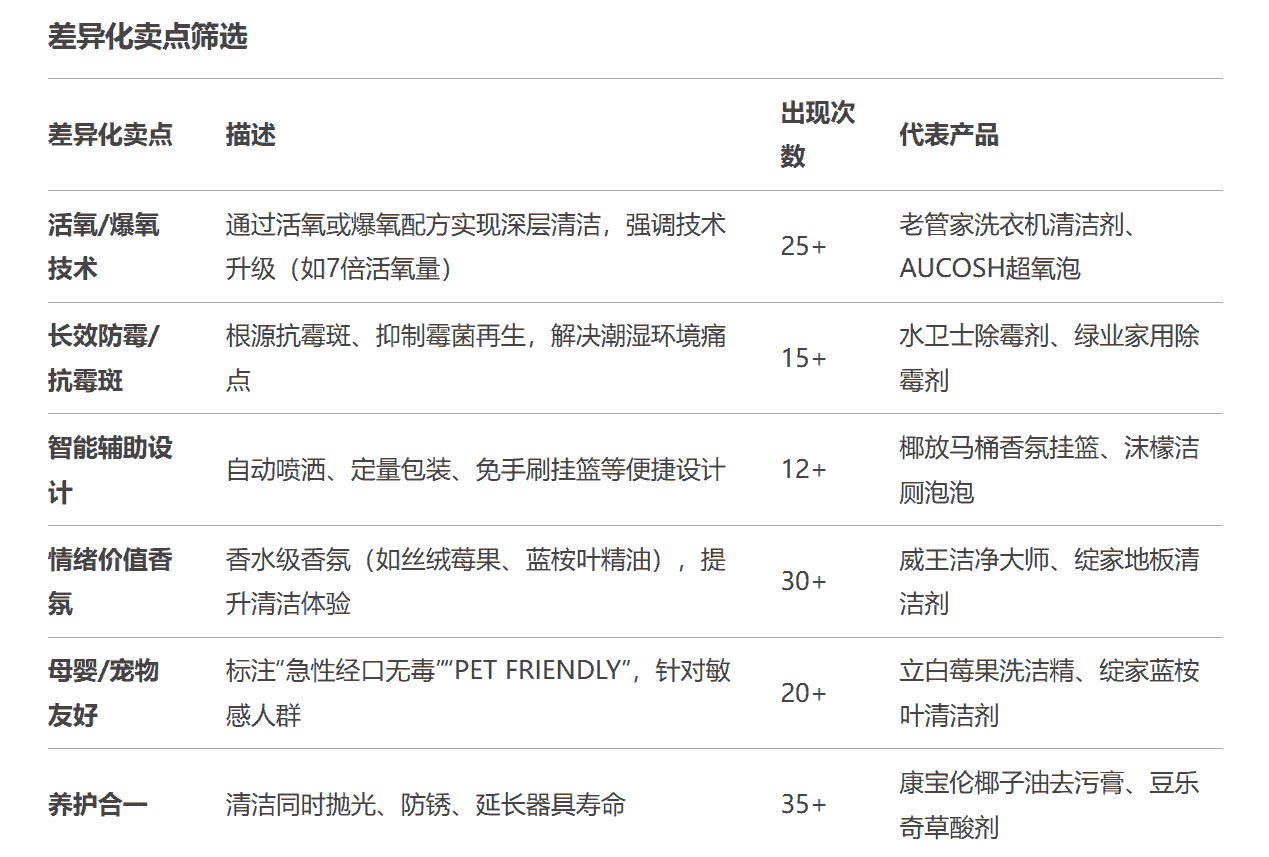 差异化卖点筛选
差异化卖点 描述 出现次数 代表产品
活氧/爆氧技术 通过活氧或爆氧配方实现深层清洁，强调技术升级（如7倍活氧量） 25+ 老管家洗衣机清洁剂、AUCOSH超氧泡
长效防霉/抗霉斑 根源抗霉斑、抑制霉菌再生，解决潮湿环境痛点 15+ 水卫士除霉剂、绿业家用除霉剂
智能辅助设计 自动喷洒、定量包装、免手刷挂篮等便捷设计 12+ 椰放马桶香氛挂篮、沫檬洁厕泡泡
情绪价值香氛 香水级香氛（如丝绒莓果、蓝桉叶精油），提升清洁体验 30+ 威王洁净大师、绽家地板清洁剂
母婴/宠物友好 标注“急性经口无毒”“PET FRIENDLY”，针对敏感人群 20+ 立白莓果洗洁精、绽家蓝桉叶清洁剂
养护合一 清洁同时抛光、防锈、延长器具寿命 35+ 康宝伦椰子油去污膏、豆乐奇草酸剂